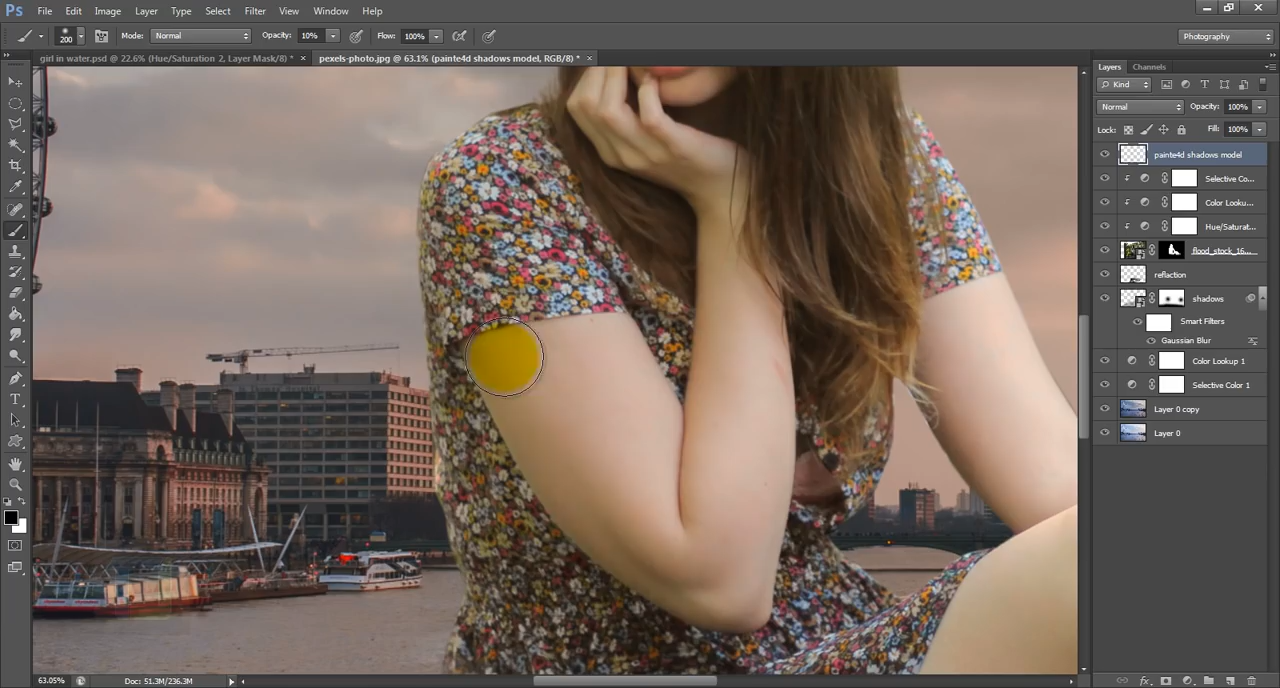 Ps File Edit Image Layer Type Select Filter View Window Help
200 Mode: Normal Opacity: 10% Flow: 100% Photography
girl in water.psd @ 22.6% (Hue/Saturation 2, Layer Mask/8) * × pexels-photo.jpg @ 63.1% (painte4d shadows model, RGB/8) * ×
Layers Channels
Kind
Normal Opacity: 100%
Lock: Fill: 100%
painte4d shadows model
Selective Co...
Color Looku...
Hue/Saturat...
flood_stock_16...
reflaction
shadows
Smart Filters
Gaussian Blur
Color Lookup 1
Selective Color 1
Layer 0 copy
Layer 0
63.05% Doc: 51.3M/236.3M